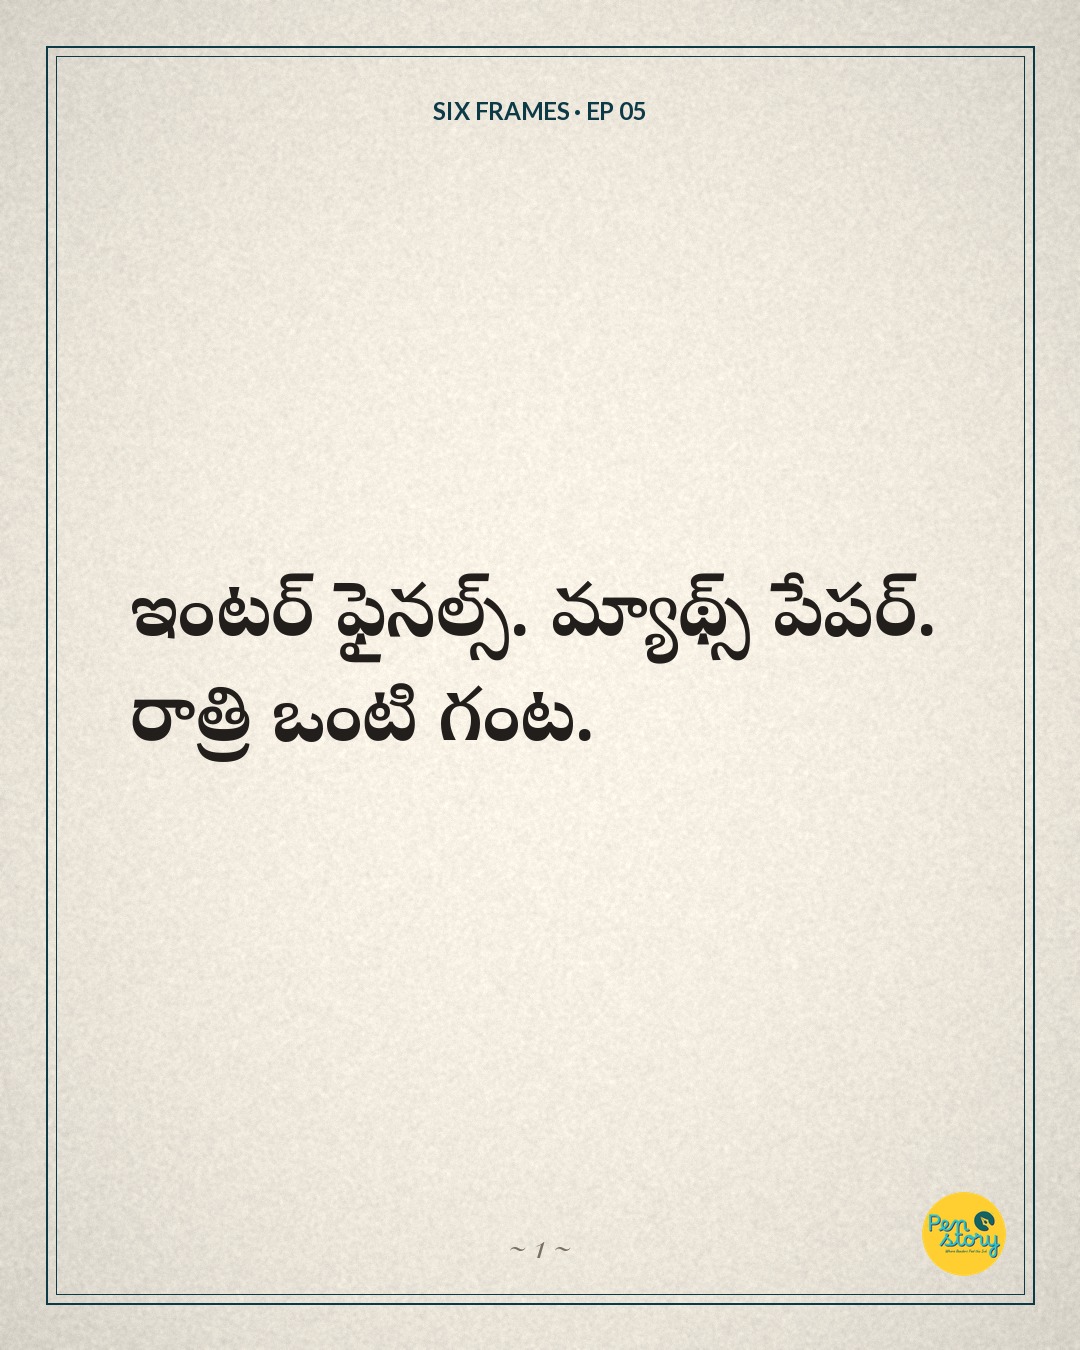 SIX FRAMES · EP 05
ఇంటర్ ఫైనల్స్. మ్యాథ్స్ పేపర్.
రాత్రి ఒంటి గంట.
~ 1 ~
Pen
story